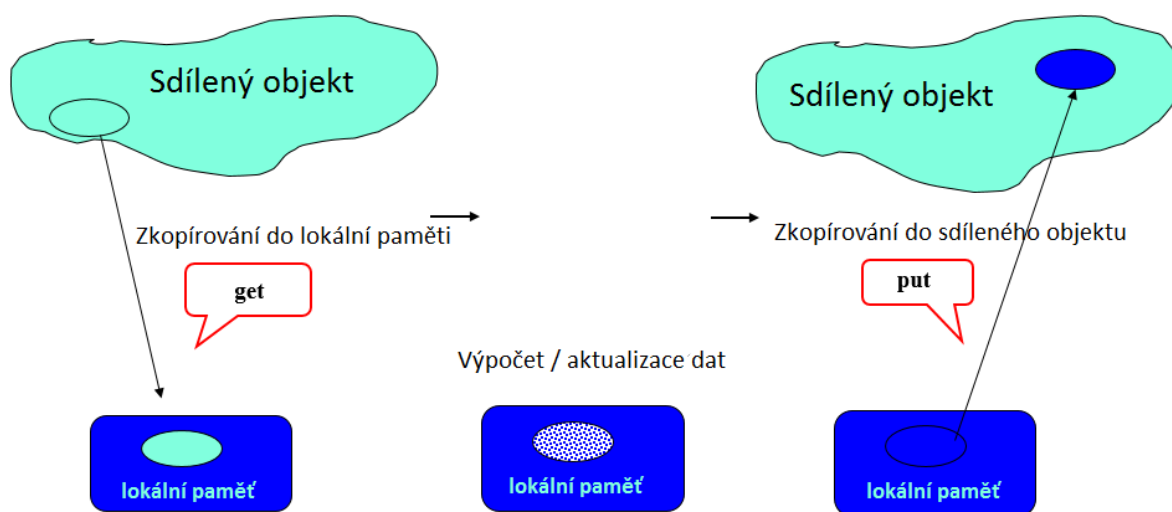 Sdílený objekt
Sdílený objekt
Zkopírování do lokální paměti
Zkopírování do sdíleného objektu
get
put
Výpočet / aktualizace dat
lokální paměť
lokální paměť
lokální paměť